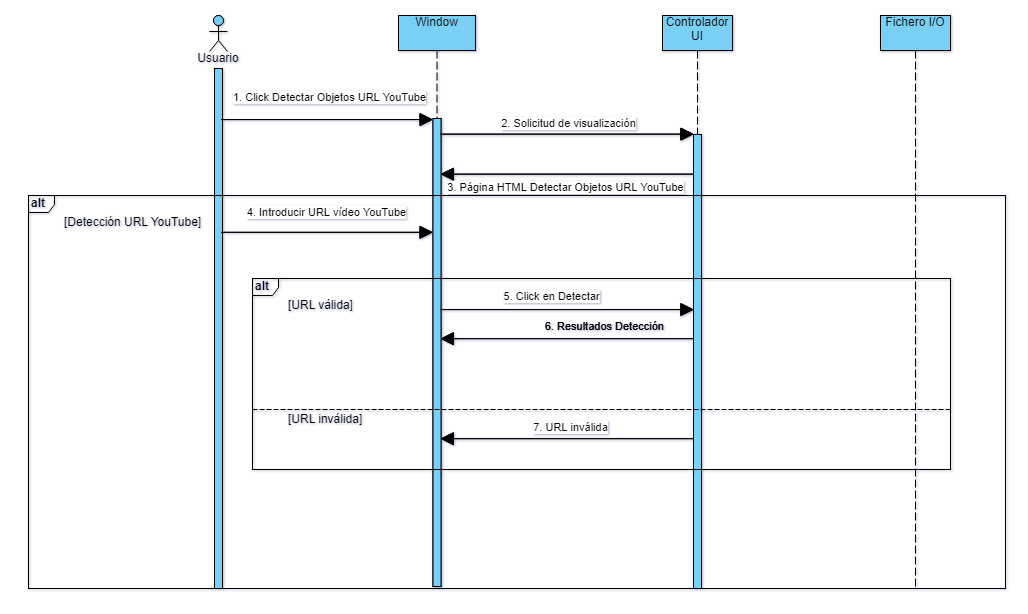 Usuario
Window
Controlador
UI
Fichero I/O
1. Click Detectar Objetos URL YouTube
2. Solicitud de visualización
3. Página HTML Detectar Objetos URL YouTube
alt
[Detección URL YouTube]
4. Introducir URL vídeo YouTube
alt
[URL válida]
5. Click en Detectar
6. Resultados Detección
[URL inválida]
7. URL inválida